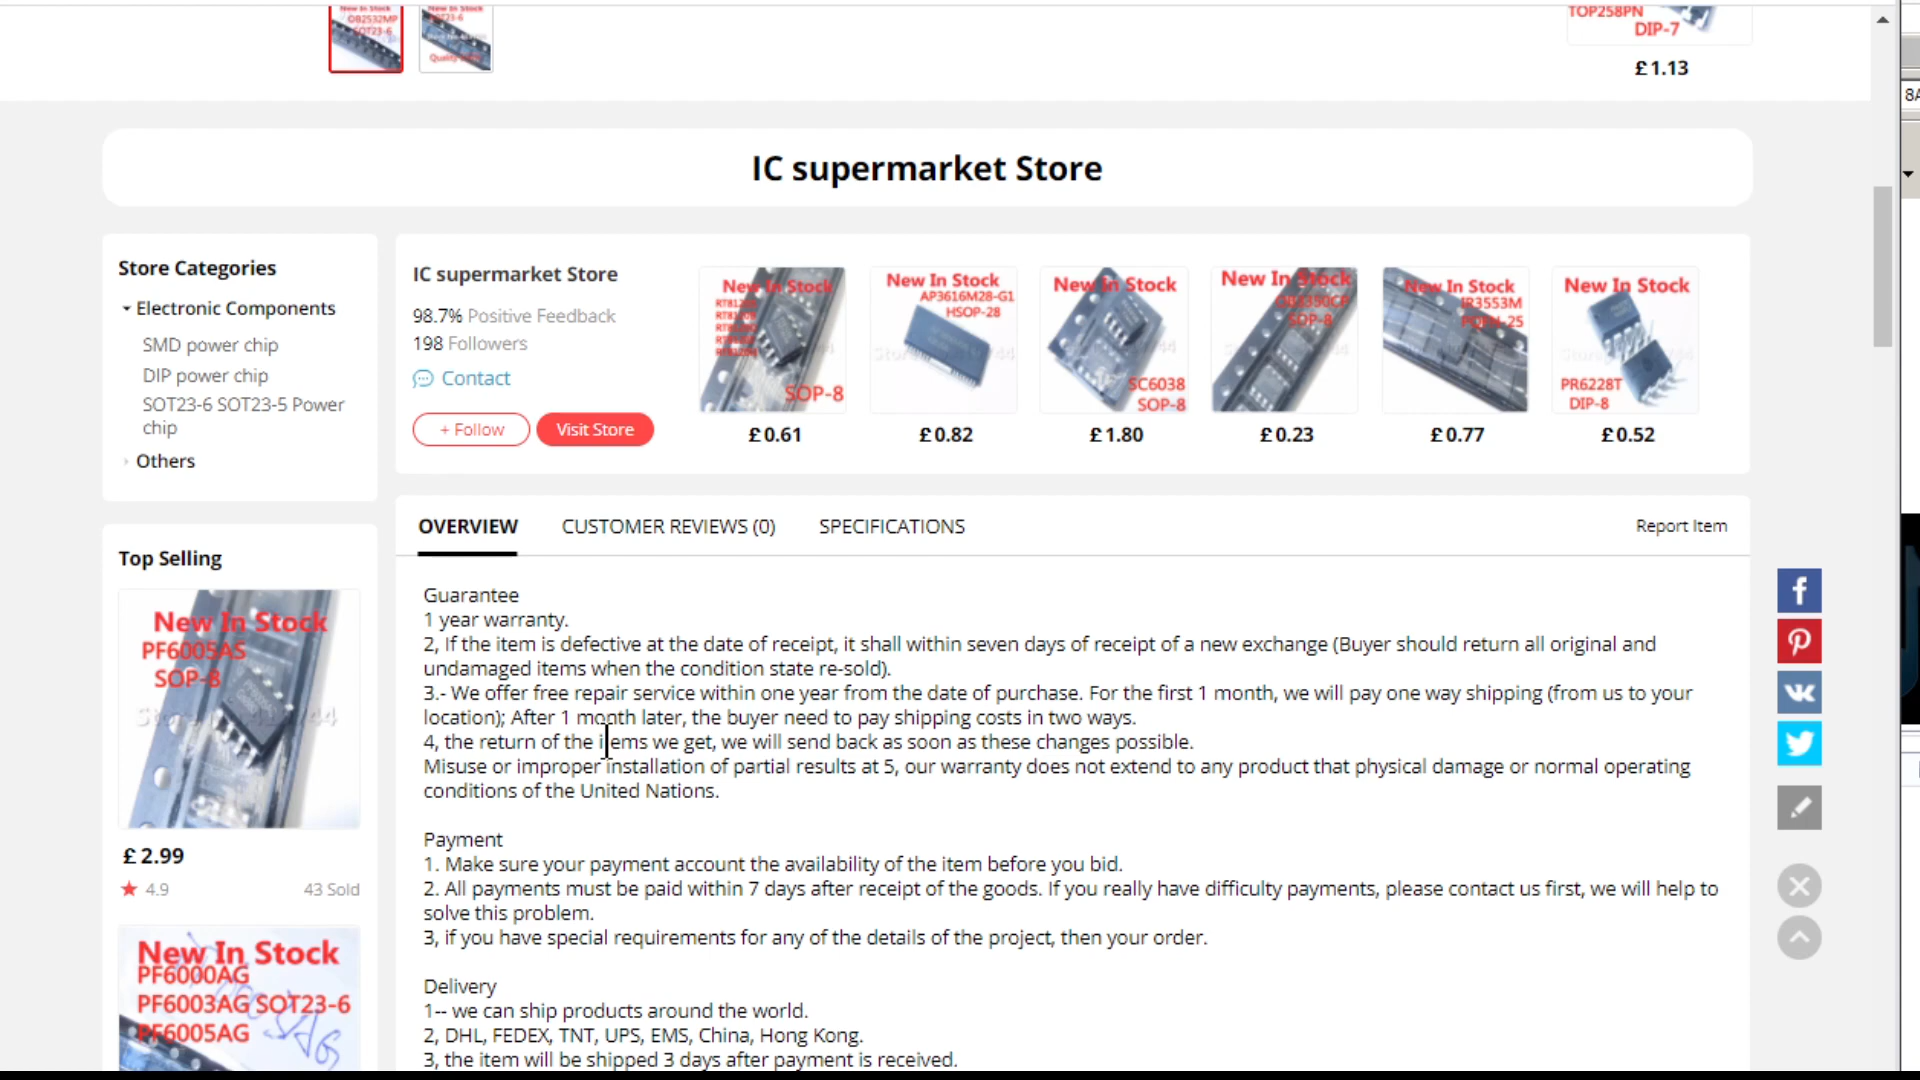 New In Stock
OB2532MP
SOT23-6
SOT23-6
TOP258PN
DIP-7
£1.13
8A
IC supermarket Store
Store Categories
Electronic Components
SMD power chip
DIP power chip
SOT23-6 SOT23-5 Power
chip
Others
IC supermarket Store
98.7% Positive Feedback
198 Followers
Contact
+ Follow
Visit Store
New In Stock
SOP-8
£0.61
New In Stock
AP3616M28-G1
HSOP-28
£0.82
New In Stock
SC6038
SOP-8
£1.80
New In Stock
SOP-8
£0.23
New In Stock
IR3553M
£0.77
New In Stock
PR6228T
DIP-8
£0.52
OVERVIEW
CUSTOMER REVIEWS (0)
SPECIFICATIONS
Report Item
Top Selling
New In Stock
PF6005AS
SOP-8
£2.99
4.9
43 Sold
New In Stock
PF6000AG
PF6003AG SOT23-6
PF6005AG
Guarantee
1 year warranty.
2, If the item is defective at the date of receipt, it shall within seven days of receipt of a new exchange (Buyer should return all original and
undamaged items when the condition state re-sold).
3.- We offer free repair service within one year from the date of purchase. For the first 1 month, we will pay one way shipping (from us to your
location); After 1 month later, the buyer need to pay shipping costs in two ways.
4, the return of the items we get, we will send back as soon as these changes possible.
Misuse or improper installation of partial results at 5, our warranty does not extend to any product that physical damage or normal operating
conditions of the United Nations.
Payment
1. Make sure your payment account the availability of the item before you bid.
2. All payments must be paid within 7 days after receipt of the goods. If you really have difficulty payments, please contact us first, we will help to
solve this problem.
3, if you have special requirements for any of the details of the project, then your order.
Delivery
1-- we can ship products around the world.
2, DHL, FEDEX, TNT, UPS, EMS, China, Hong Kong.
3, the item will be shipped 3 days after payment is received.